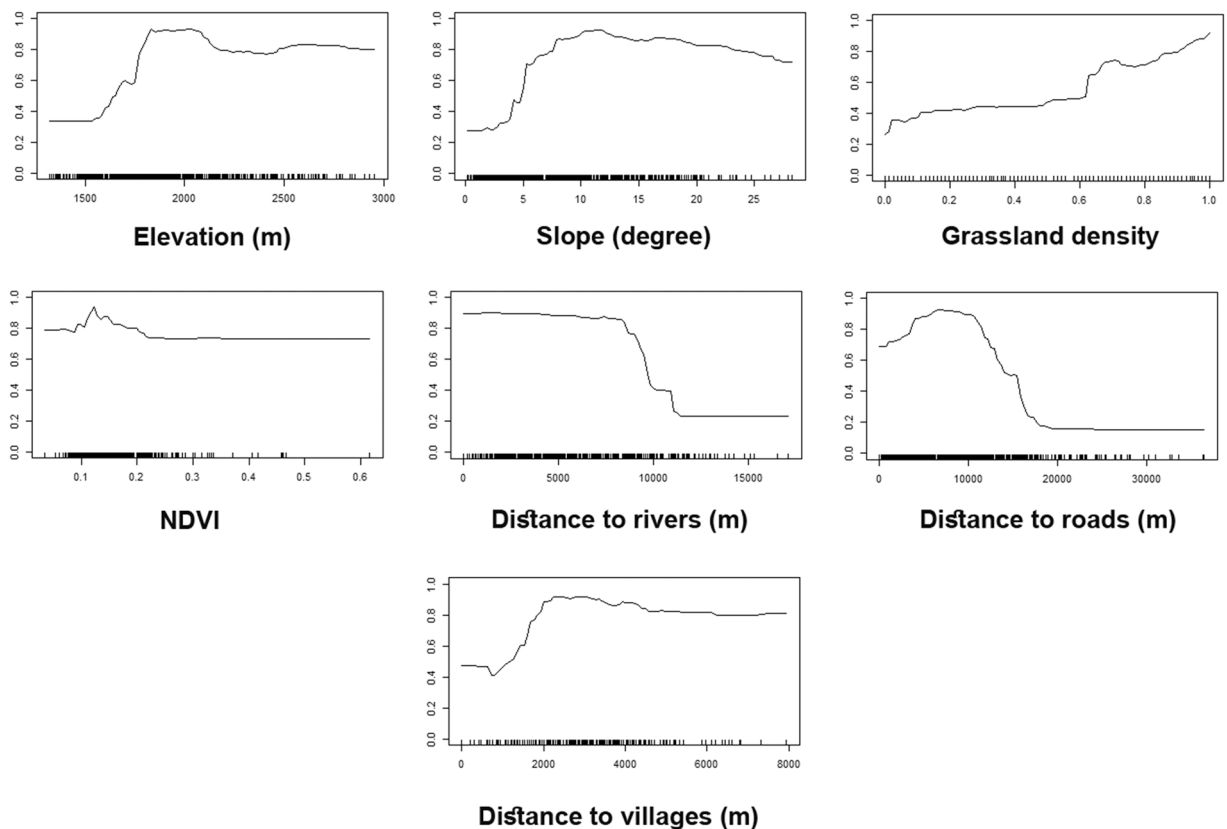 0.0 0.2 0.4 0.6 0.8 1.0
1500 2000 2500 3000
Elevation (m)
0.0 0.2 0.4 0.6 0.8 1.0
0 5 10 15 20 25
Slope (degree)
0.0 0.2 0.4 0.6 0.8 1.0
0.0 0.2 0.4 0.6 0.8 1.0
Grassland density
0.0 0.2 0.4 0.6 0.8 1.0
0.1 0.2 0.3 0.4 0.5 0.6
NDVI
0.0 0.2 0.4 0.6 0.8 1.0
0 5000 10000 15000
Distance to rivers (m)
0.0 0.2 0.4 0.6 0.8 1.0
0 10000 20000 30000
Distance to roads (m)
0.0 0.2 0.4 0.6 0.8 1.0
0 2000 4000 6000 8000
Distance to villages (m)